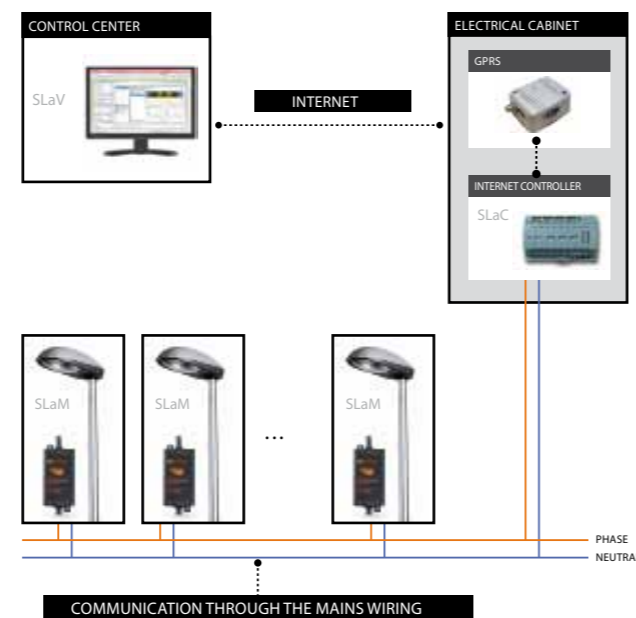 CONTROL CENTER
SLaV
INTERNET
ELECTRICAL CABINET
GPRS
INTERNET CONTROLLER
SLaC
SLaM
SLaM
...
SLaM
PHASE
NEUTRA
COMMUNICATION THROUGH THE MAINS WIRING